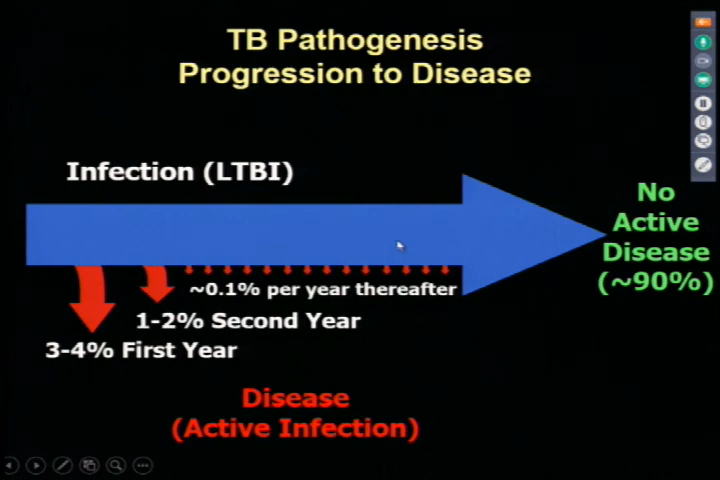 TB Pathogenesis
Progression to Disease
Infection (LTBI)
No
Active
Disease
(~90%)
~0.1% per year thereafter
1-2% Second Year
3-4% First Year
Disease
(Active Infection)